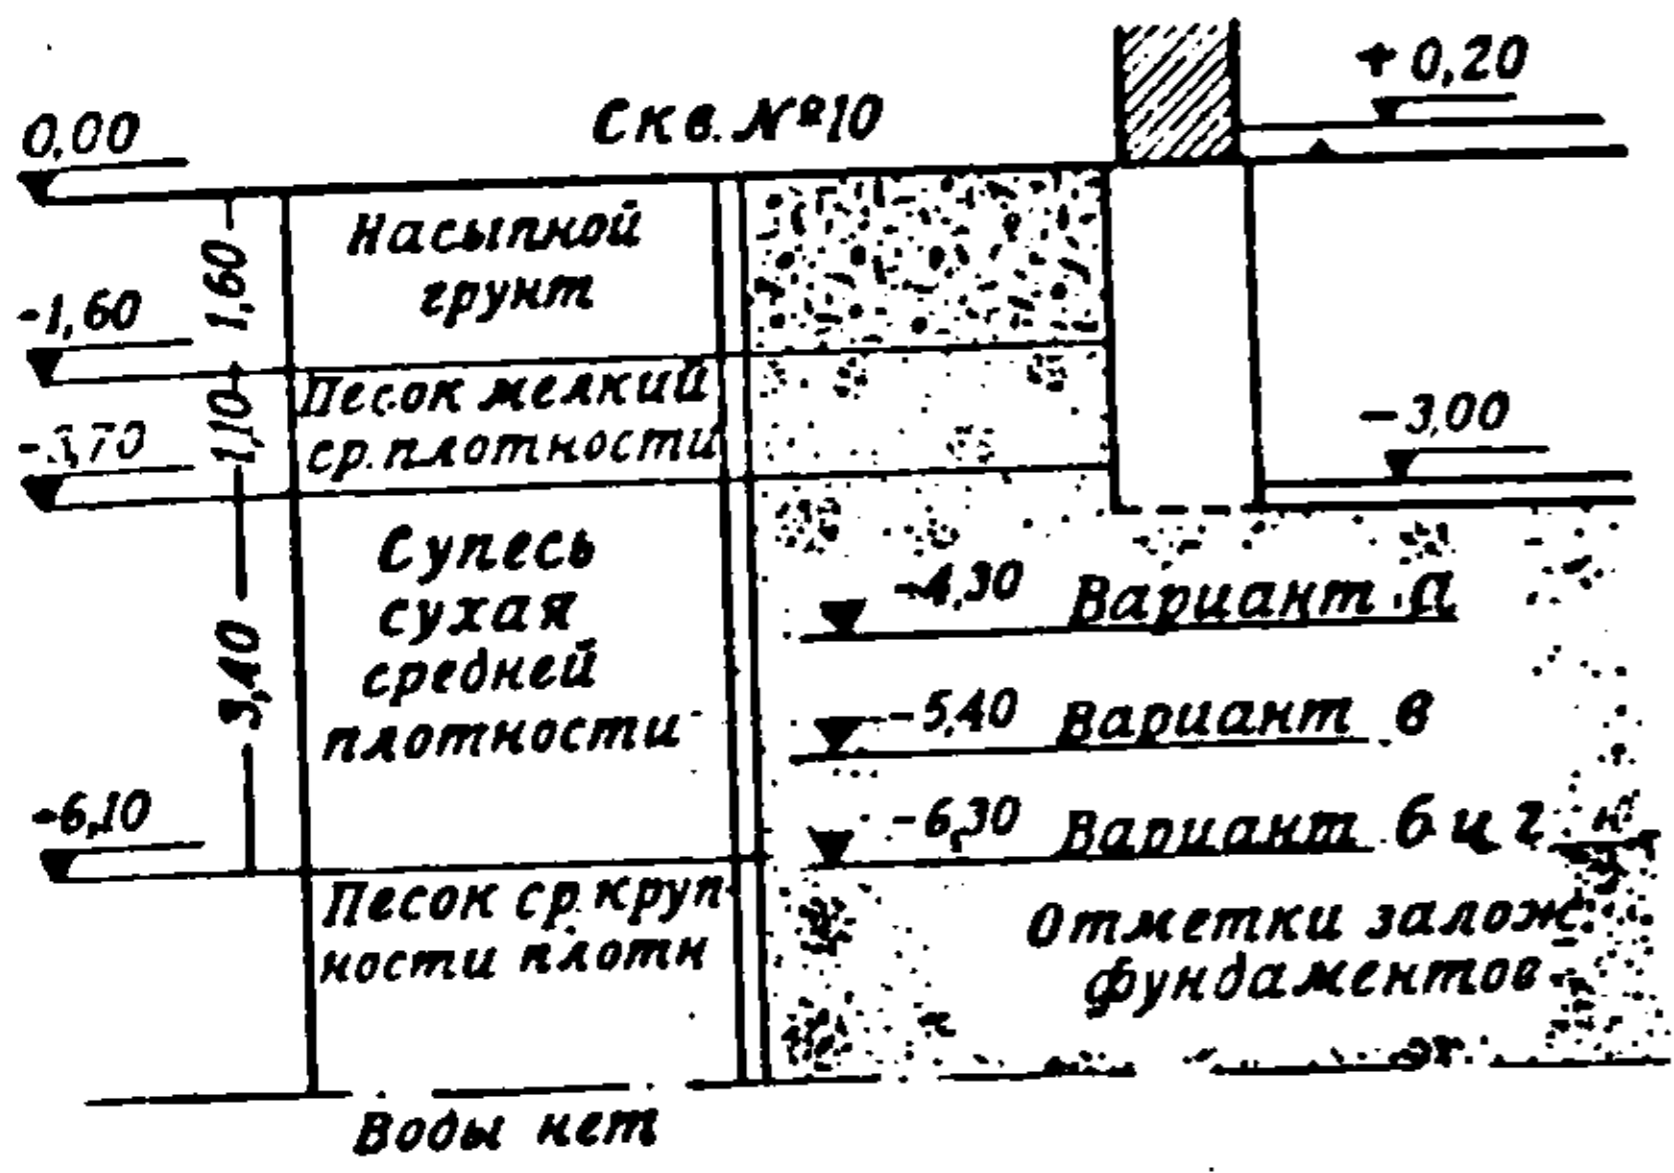 Скв. №10
+0,20
0,00
Насыпной
грунт
1,60
-1,60
Песок мелкий
ср. плотности
1,10
-3,70
-3,00
Супесь
сухая
средней
плотности
3,40
-4,30 Вариант а
-5,40 Вариант в
-6,30 Вариант б и г
-6,10
Песок ср. круп-
ности плотн
Отметки залож.
фундаментов
Воды нет